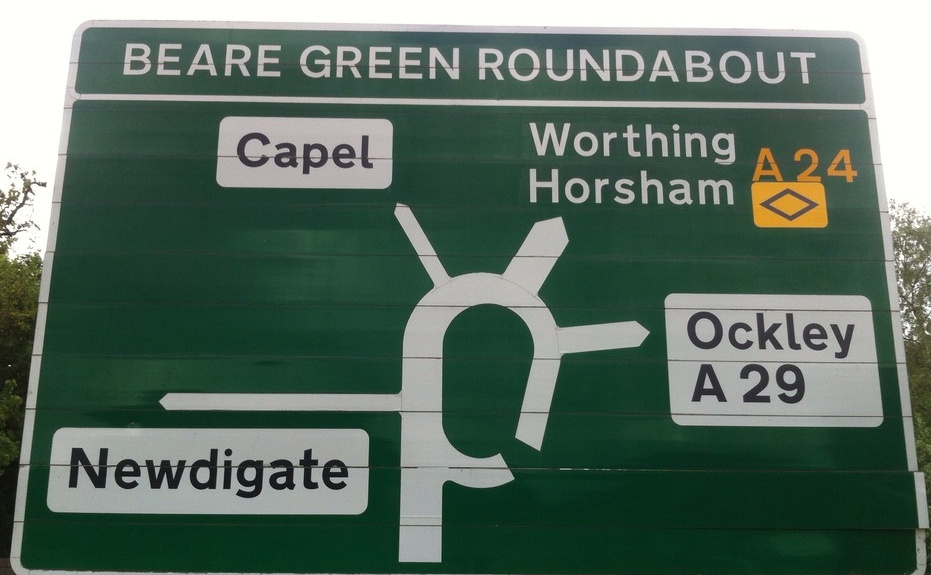 BEARE GREEN ROUNDABOUT
Capel
Worthing
Horsham
A 24
Ockley
A 29
Newdigate